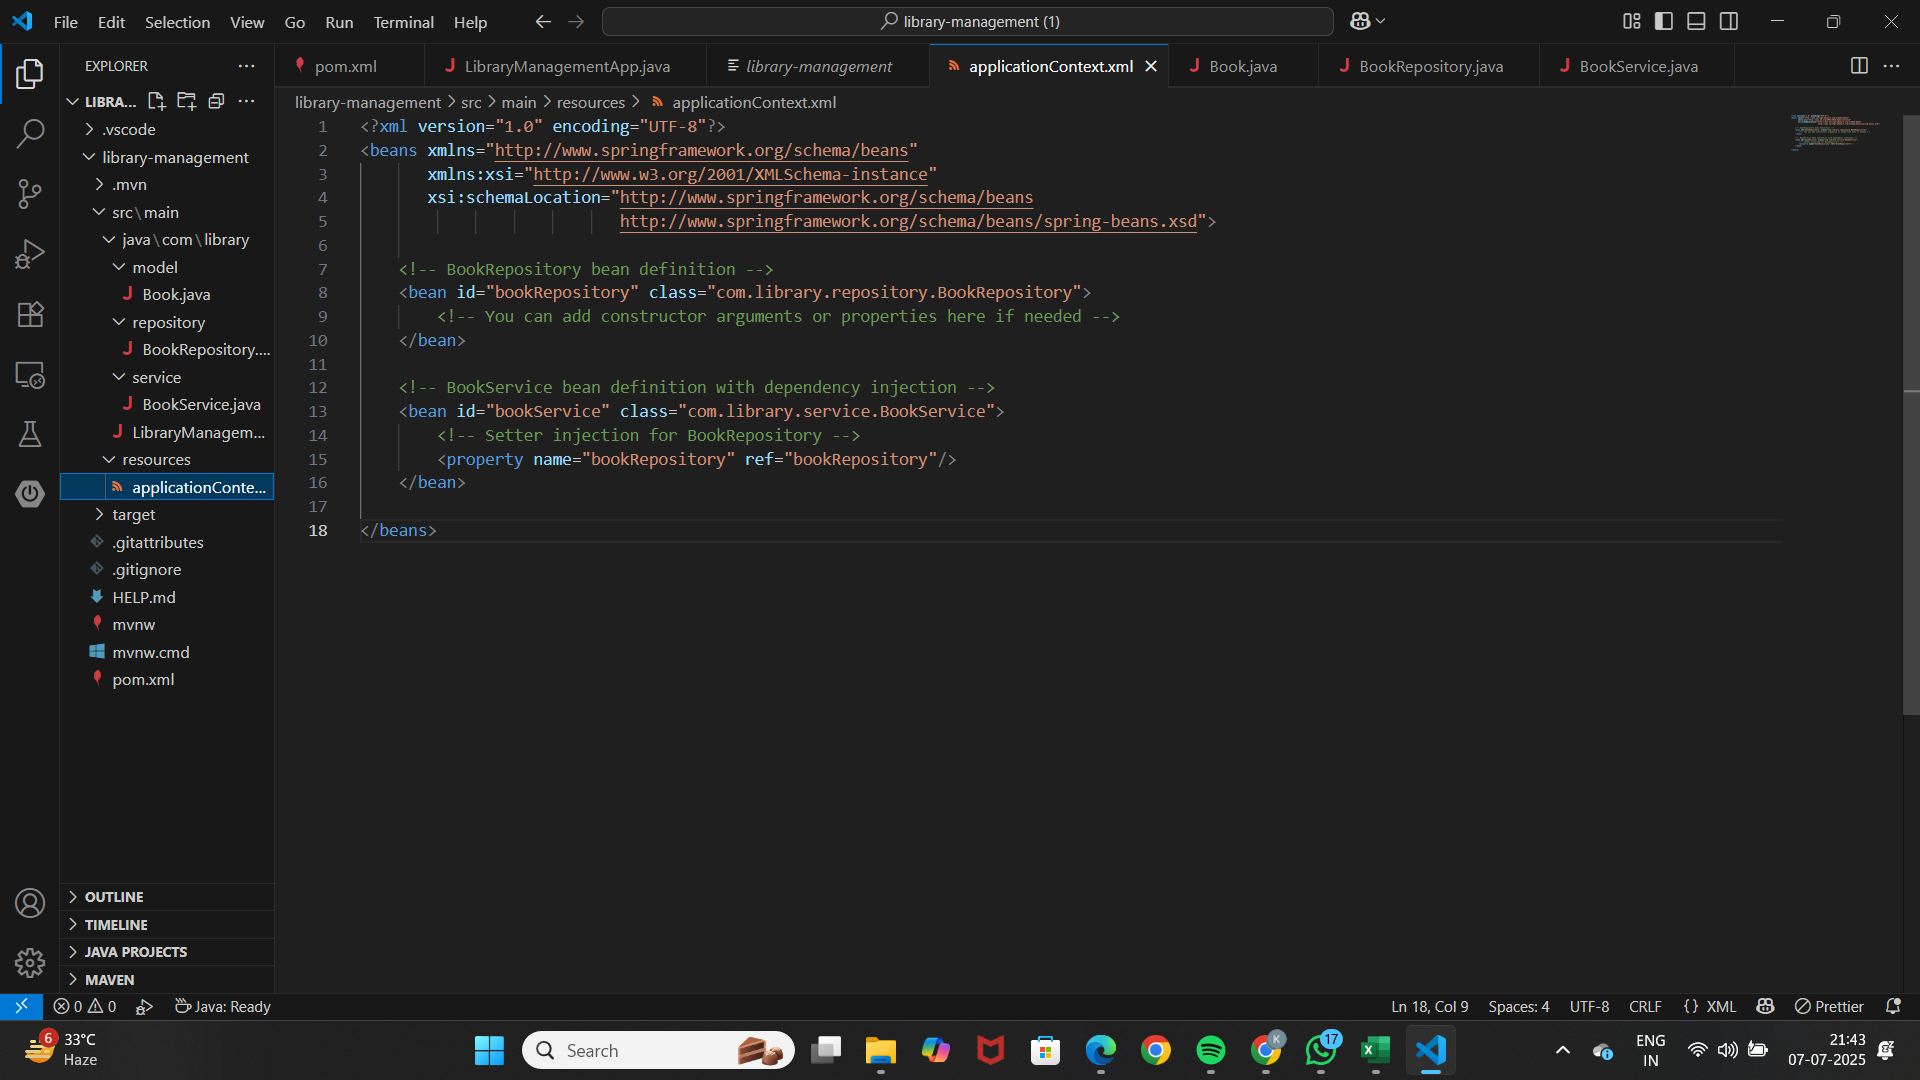 File Edit Selection View Go Run Terminal Help
library-management (1)
EXPLORER
LIBRA...
.vscode
library-management
.mvn
src\main
java\com\library
model
Book.java
repository
BookRepository....
service
BookService.java
LibraryManagem...
resources
applicationConte...
target
.gitattributes
.gitignore
HELP.md
mvnw
mvnw.cmd
pom.xml
OUTLINE
TIMELINE
JAVA PROJECTS
MAVEN
pom.xml LibraryManagementApp.java library-management applicationContext.xml Book.java BookRepository.java BookService.java
library-management > src > main > resources > applicationContext.xml
1 <?xml version="1.0" encoding="UTF-8"?>
2 <beans xmlns="http://www.springframework.org/schema/beans"
3 xmlns:xsi="http://www.w3.org/2001/XMLSchema-instance"
4 xsi:schemaLocation="http://www.springframework.org/schema/beans
5 http://www.springframework.org/schema/beans/spring-beans.xsd">
6
7 <!-- BookRepository bean definition -->
8 <bean id="bookRepository" class="com.library.repository.BookRepository">
9 <!-- You can add constructor arguments or properties here if needed -->
10 </bean>
11
12 <!-- BookService bean definition with dependency injection -->
13 <bean id="bookService" class="com.library.service.BookService">
14 <!-- Setter injection for BookRepository -->
15 <property name="bookRepository" ref="bookRepository"/>
16 </bean>
17
18 </beans>
0 0 Java: Ready Ln 18, Col 9 Spaces: 4 UTF-8 CRLF {} XML Prettier
6 33°C
Haze
Search
K
17
ENG
IN
21:43
07-07-2025